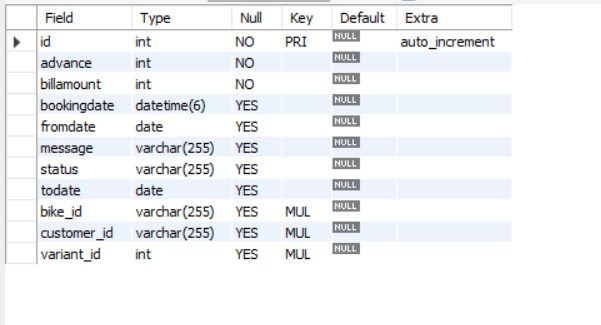 Field Type Null Key Default Extra
id int NO PRI NULL auto_increment
advance int NO NULL
billamount int NO NULL
bookingdate datetime(6) YES NULL
fromdate date YES NULL
message varchar(255) YES NULL
status varchar(255) YES NULL
todate date YES NULL
bike_id varchar(255) YES MUL NULL
customer_id varchar(255) YES MUL NULL
variant_id int YES MUL NULL